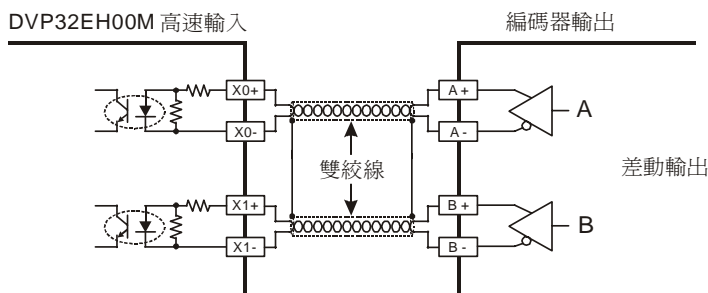 DVP32EH00M 高速輸入
編碼器輸出
X0+
A +
A
X0-
A -
雙絞線
差動輸出
X1+
B +
B
X1-
B -